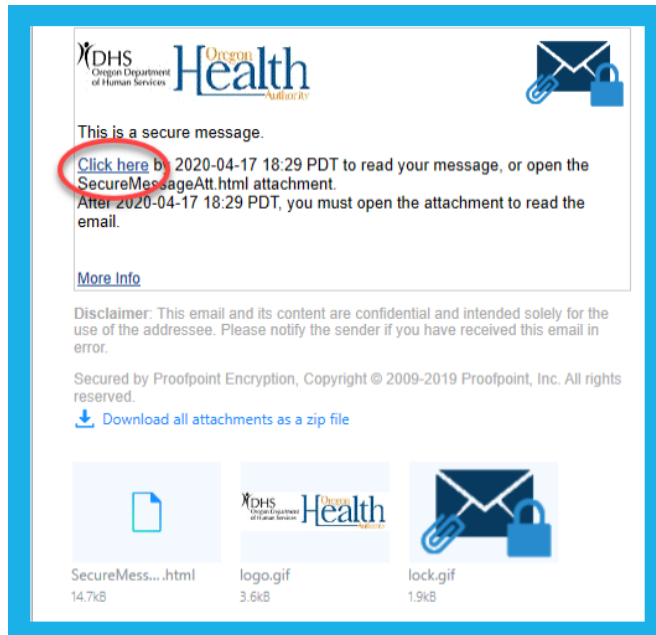 DHS
Oregon Department
of Human Services
Oregon
Health
Authority
This is a secure message.
Click here by 2020-04-17 18:29 PDT to read your message, or open the
SecureMessageAtt.html attachment.
After 2020-04-17 18:29 PDT, you must open the attachment to read the
email.
More Info
Disclaimer: This email and its content are confidential and intended solely for the
use of the addressee. Please notify the sender if you have received this email in
error.
Secured by Proofpoint Encryption, Copyright © 2009-2019 Proofpoint, Inc. All rights
reserved.
Download all attachments as a zip file
DHS
Oregon Department
of Human Services
Oregon
Health
Authority
SecureMess... .html
logo.gif
lock.gif
14.7kB
3.6kB
1.9kB